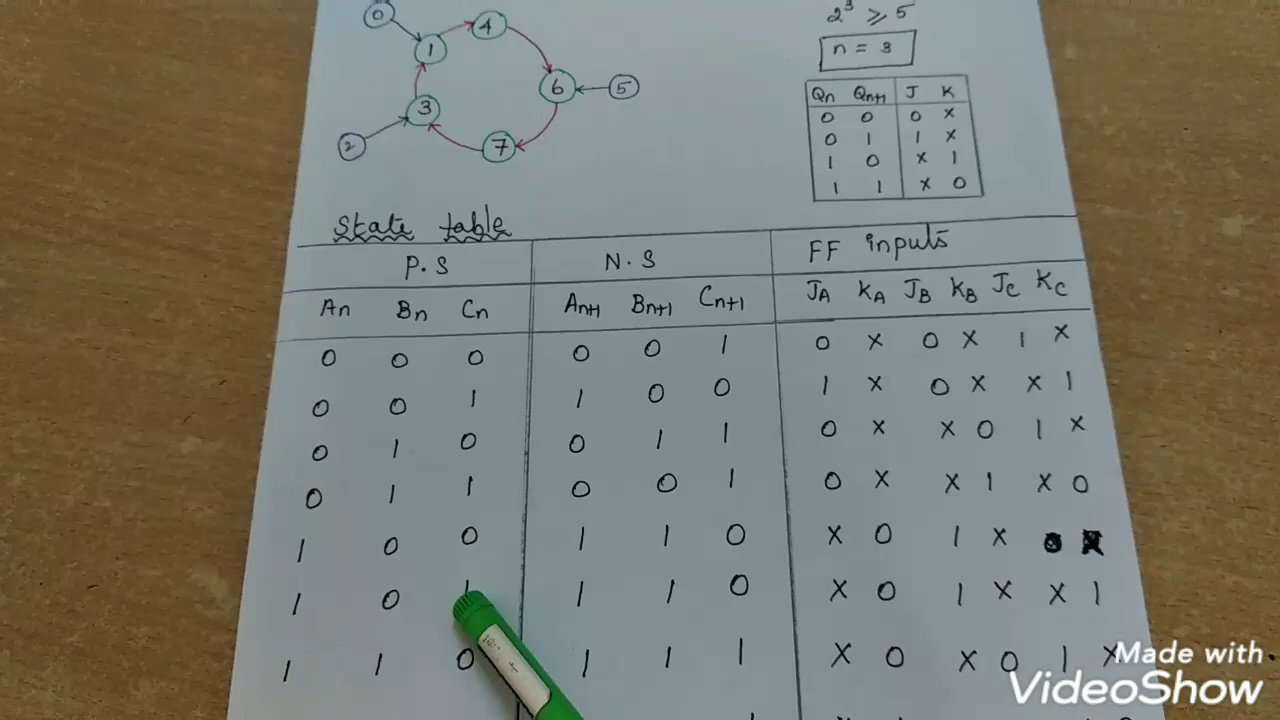 0 4
1
6 5
3
2 7
2³ ≥ 5
n = 3
Qn Qn+1 J K
0 0 0 x
0 1 1 x
1 0 x 1
1 1 x 0
State table
P.S N.S FF inputs
An Bn Cn An+1 Bn+1 Cn+1 JA KA JB KB JC KC
0 0 0 0 0 1 0 x 0 x 1 x
0 0 1 1 0 0 1 x 0 x x 1
0 1 0 0 1 1 0 x x 0 1 x
0 1 1 0 0 1 0 x x 1 x 0
1 0 0 1 1 0 x 0 1 x 0 x
1 0 1 1 1 0 x 0 1 x x 1
1 1 0 1 1 1 x 0 x 0 1 x
Made with
VideoShow